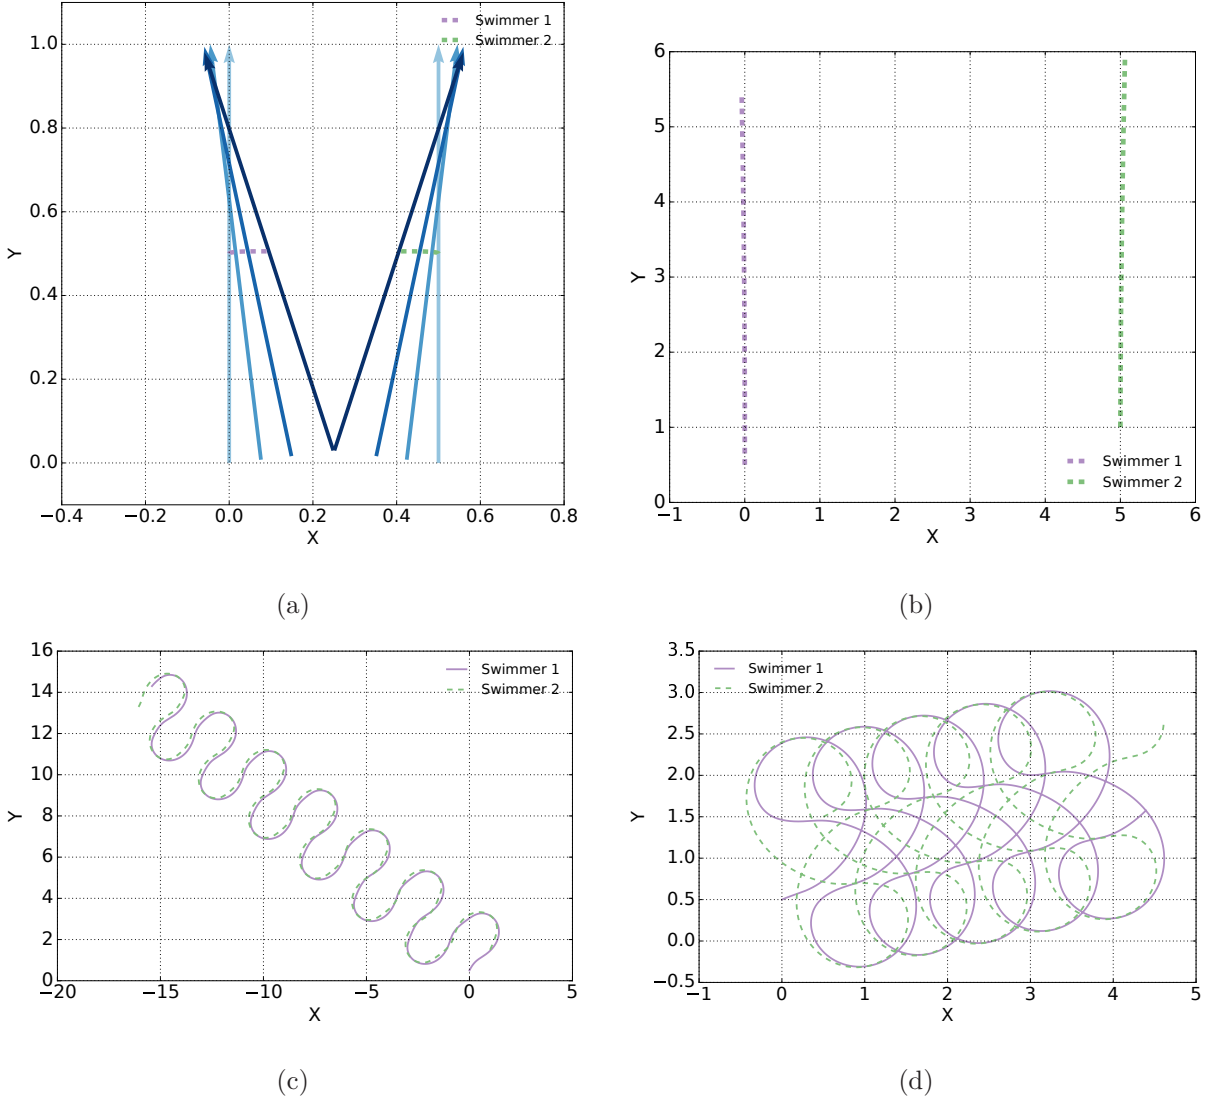 Swimmer 1
Swimmer 2
1.0
0.8
0.6
0.4
0.2
0.0
Y
−0.4 −0.2 0.0 0.2 0.4 0.6 0.8
X
(a)
6
5
4
3
2
1
0
Y
Swimmer 1
Swimmer 2
−1 0 1 2 3 4 5 6
X
(b)
16
14
12
10
8
6
4
2
0
Y
Swimmer 1
Swimmer 2
−20 −15 −10 −5 0 5
X
(c)
3.5
3.0
2.5
2.0
1.5
1.0
0.5
0.0
−0.5
Y
Swimmer 1
Swimmer 2
−1 0 1 2 3 4 5
X
(d)